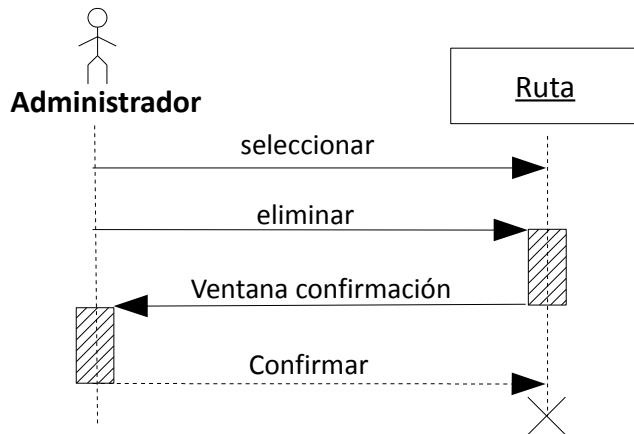 Administrador
Ruta
seleccionar
eliminar
Ventana confirmación
Confirmar